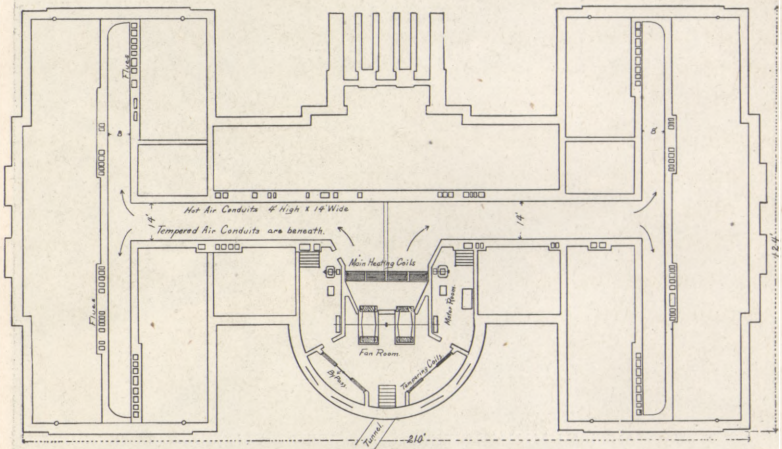 Flues
8
8'
Hot Air Conduits 4' High & 14' Wide
14'
14'
Tempered Air Conduits are beneath.
Main Heating Coils
Motor Room
Flues
Fan Room.
By Pass
Tempering Coils
Tunnel
210'
124'